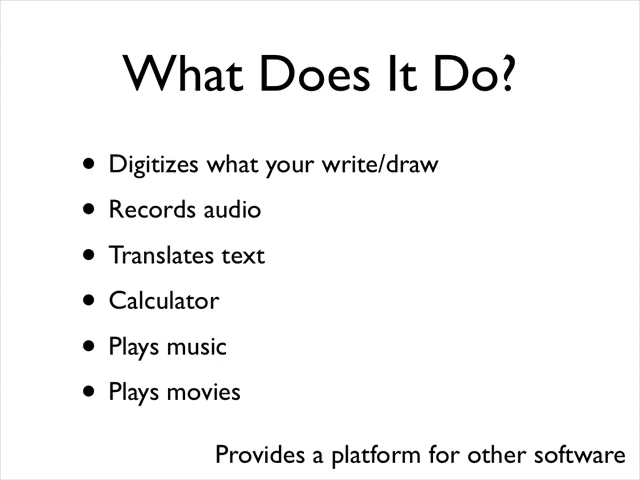 What Does It Do?
• Digitizes what your write/draw
• Records audio
• Translates text
• Calculator
• Plays music
• Plays movies
Provides a platform for other software